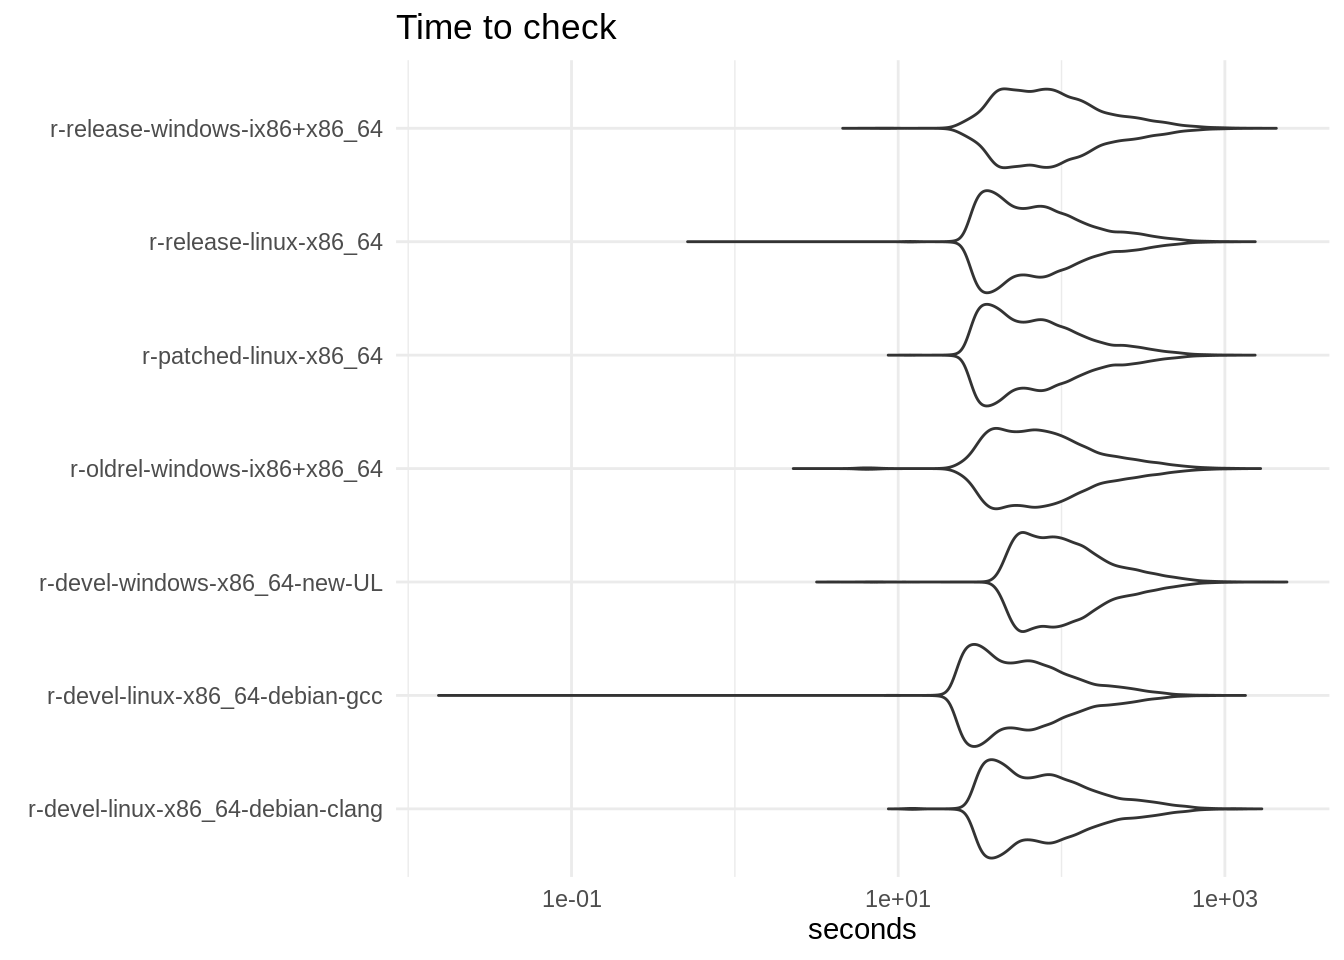 Time to check
r-release-windows-ix86+x86_64
r-release-linux-x86_64
r-patched-linux-x86_64
r-oldrel-windows-ix86+x86_64
r-devel-windows-x86_64-new-UL
r-devel-linux-x86_64-debian-gcc
r-devel-linux-x86_64-debian-clang
1e-01 1e+01 1e+03
seconds